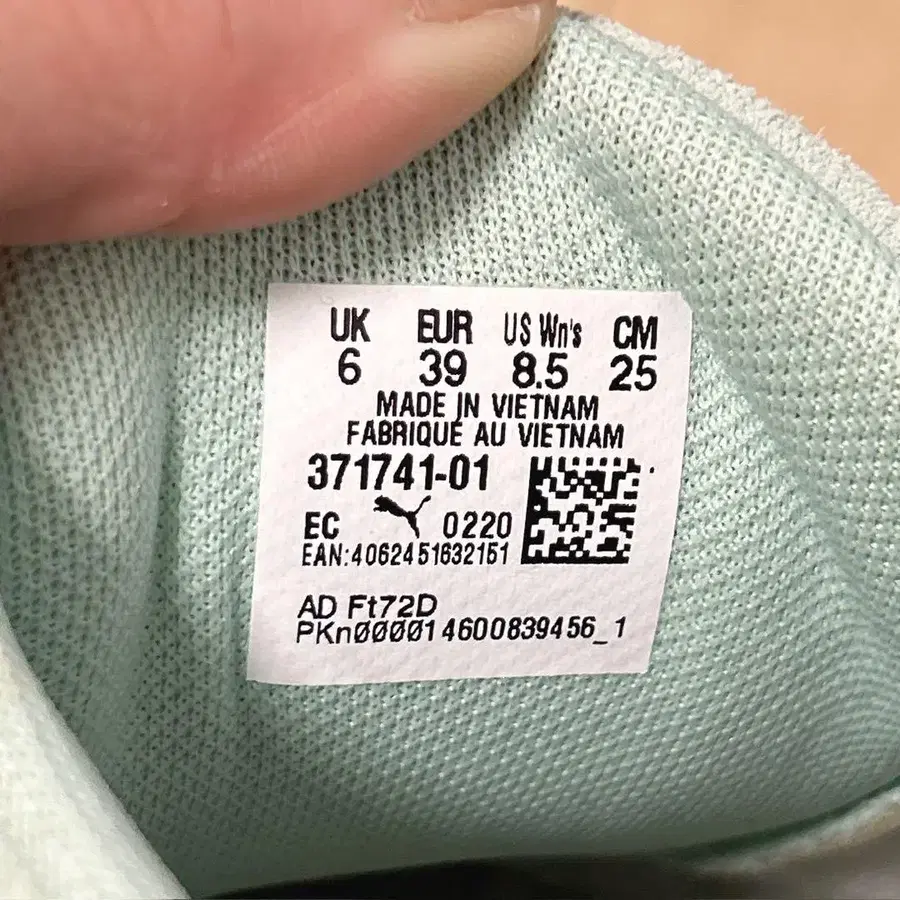 UK EUR US Wn's CM
6 39 8.5 25
MADE IN VIETNAM
FABRIQUE AU VIETNAM
371741-01
EC 0220
EAN:4062451632151
AD Ft72D
PKnØØØØ14600839456_1